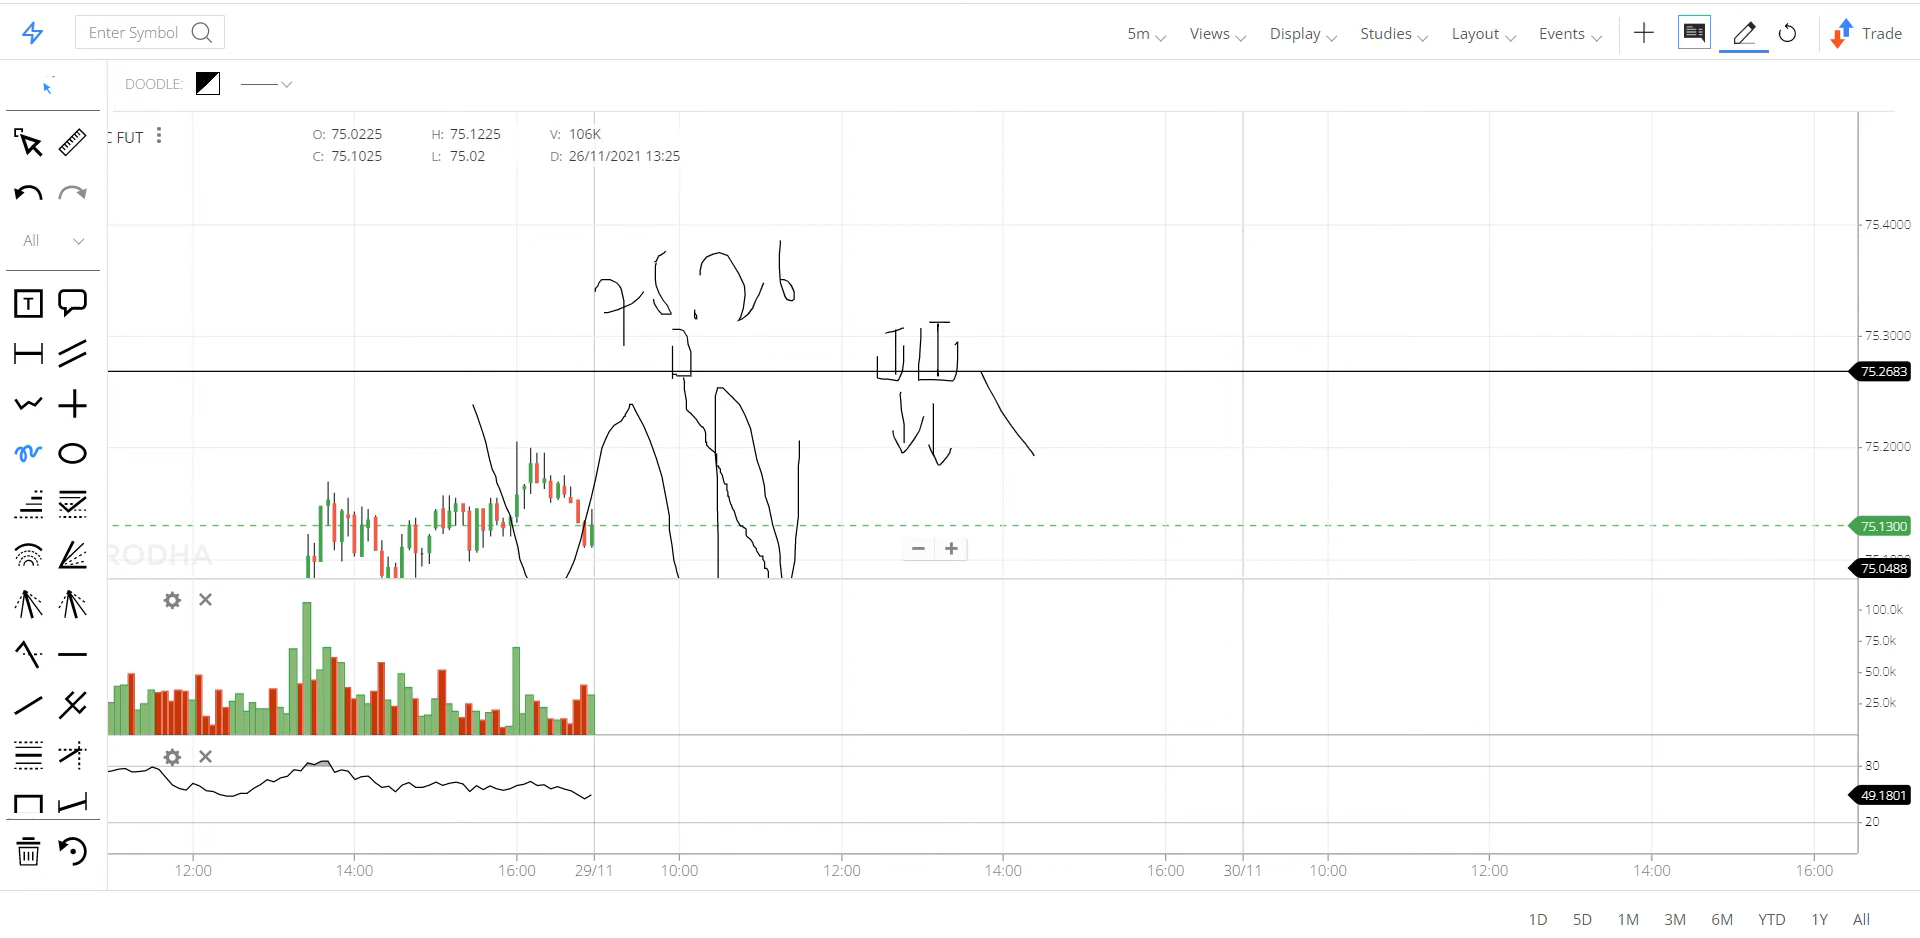 Enter Symbol 5m Views Display Studies Layout Events Trade
DOODLE:
C FUT O: 75.0225 H: 75.1225 V: 106K
C: 75.1025 L: 75.02 D: 26/11/2021 13:25
All
75.4000
75.26
75.3000
75.2683
75.2000
75.1300
RODHA
75.0488
100.0k
75.0k
50.0k
25.0k
80
49.1801
20
12:00 14:00 16:00 29/11 10:00 12:00 14:00 16:00 30/11 10:00 12:00 14:00 16:00
1D 5D 1M 3M 6M YTD 1Y All